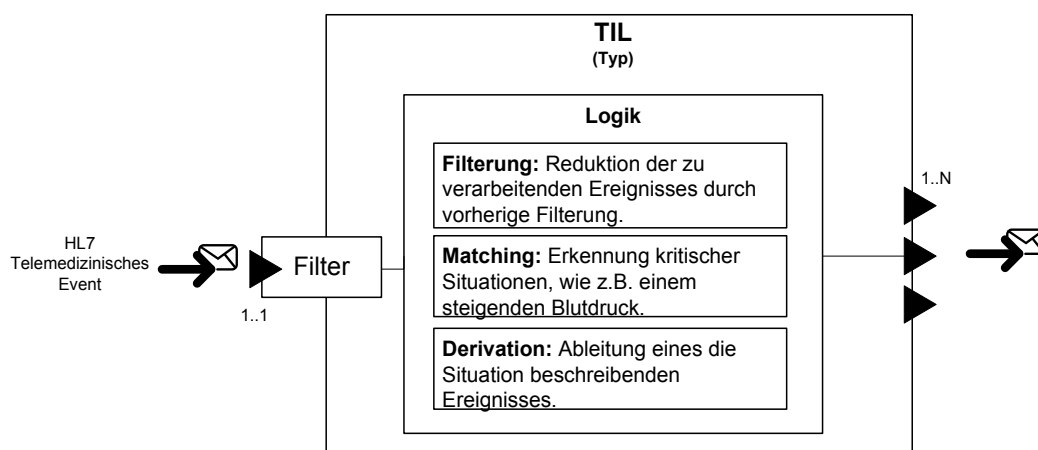 TIL
(Typ)
Logik
Filterung: Reduktion der zu
verarbeitenden Ereignisses durch
vorherige Filterung.
1..N
HL7
Telemedizinisches
Event
Filter
1..1
Matching: Erkennung kritischer
Situationen, wie z.B. einem
steigenden Blutdruck.
Derivation: Ableitung eines die
Situation beschreibenden
Ereignisses.